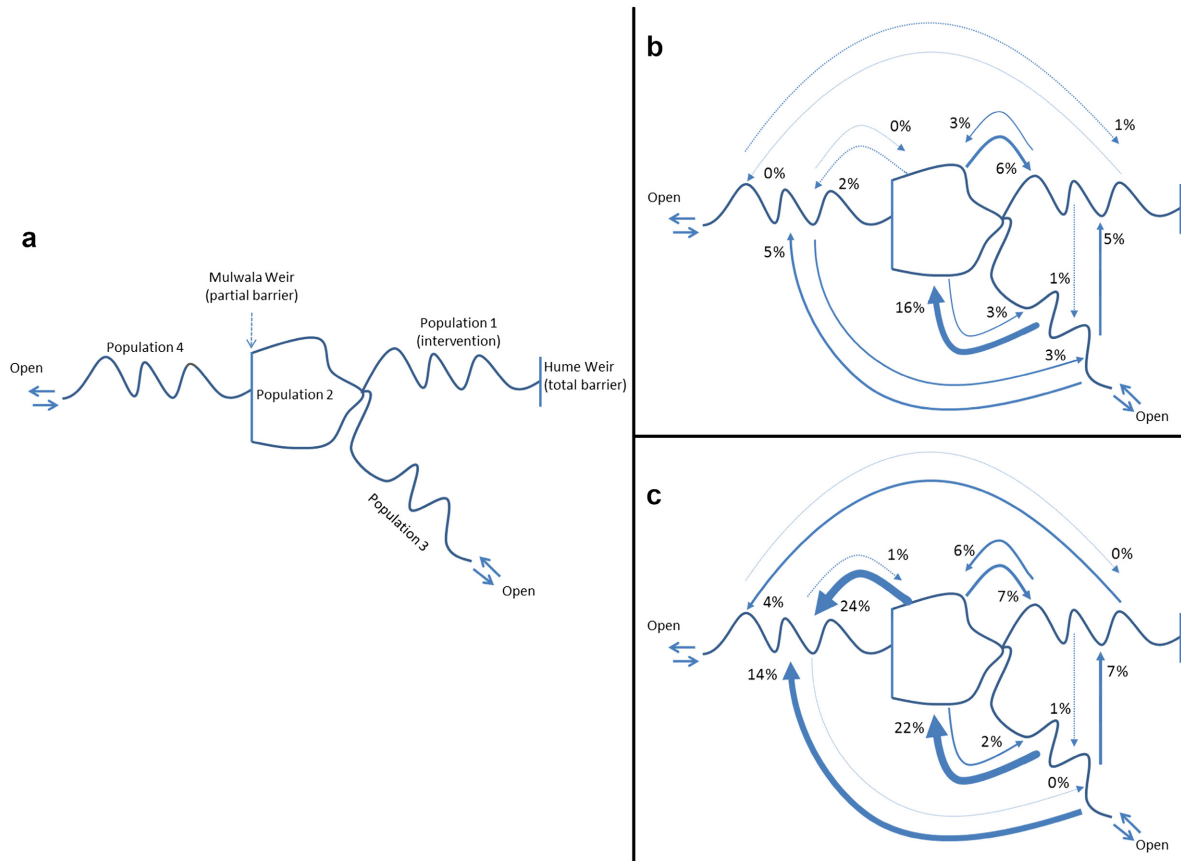 a
Mulwala Weir
(partial barrier)
Population 1
(intervention)
Population 4
Open
Hume Weir
(total barrier)
Population 2
Population 3
Open
b
0%
3%
1%
0%
2%
6%
Open
5%
5%
1%
16%
3%
3%
Open
c
1%
6%
0%
4%
24%
7%
Open
14%
7%
1%
22%
2%
0%
Open